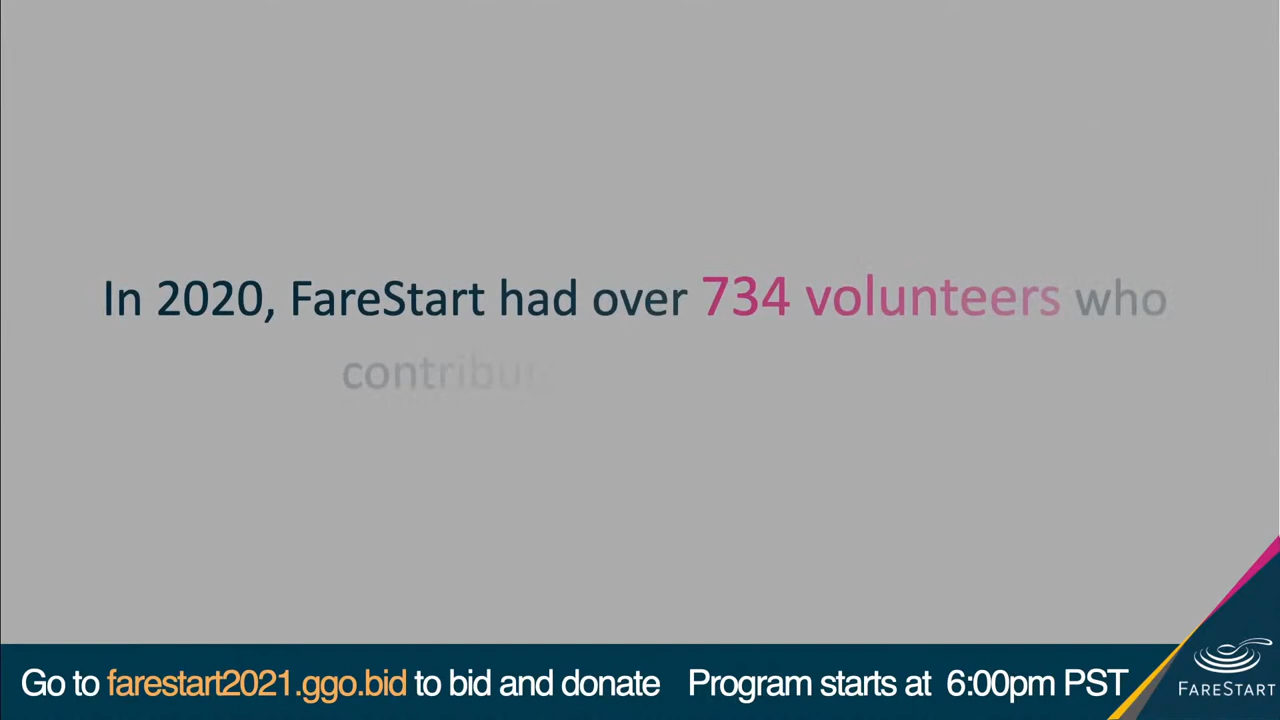 In 2020, FareStart had over 734 volunteers who
Go to farestart2021.ggo.bid to bid and donate Program starts at 6:00pm PST
FARESTART